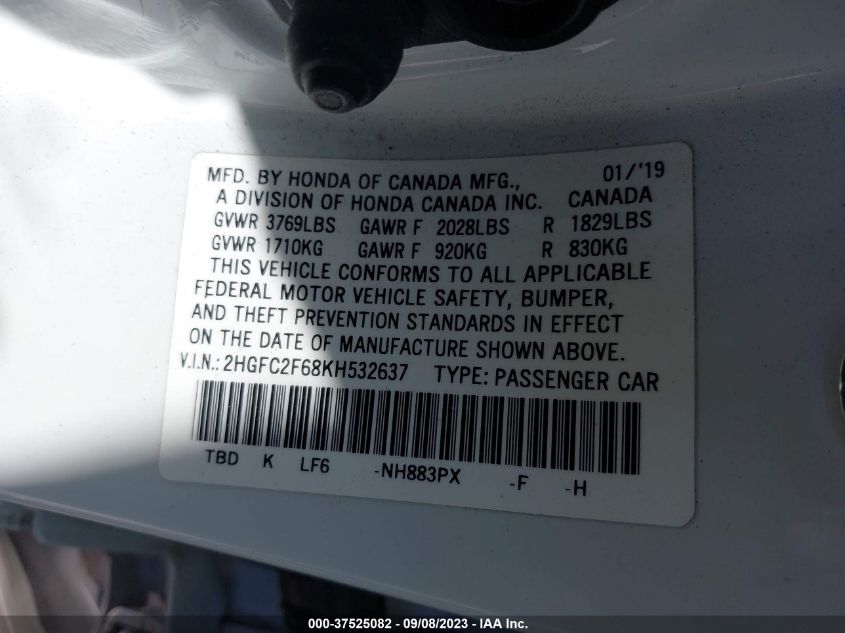 MFD. BY HONDA OF CANADA MFG., 01/'19
A DIVISION OF HONDA CANADA INC. CANADA
GVWR 3769LBS GAWR F 2028LBS R 1829LBS
GVWR 1710KG GAWR F 920KG R 830KG
THIS VEHICLE CONFORMS TO ALL APPLICABLE
FEDERAL MOTOR VEHICLE SAFETY, BUMPER,
AND THEFT PREVENTION STANDARDS IN EFFECT
ON THE DATE OF MANUFACTURE SHOWN ABOVE.
V.I.N.: 2HGFC2F68KH532637 TYPE: PASSENGER CAR
TBD K LF6 -NH883PX -F -H
000-37525082 - 09/08/2023 - IAA Inc.